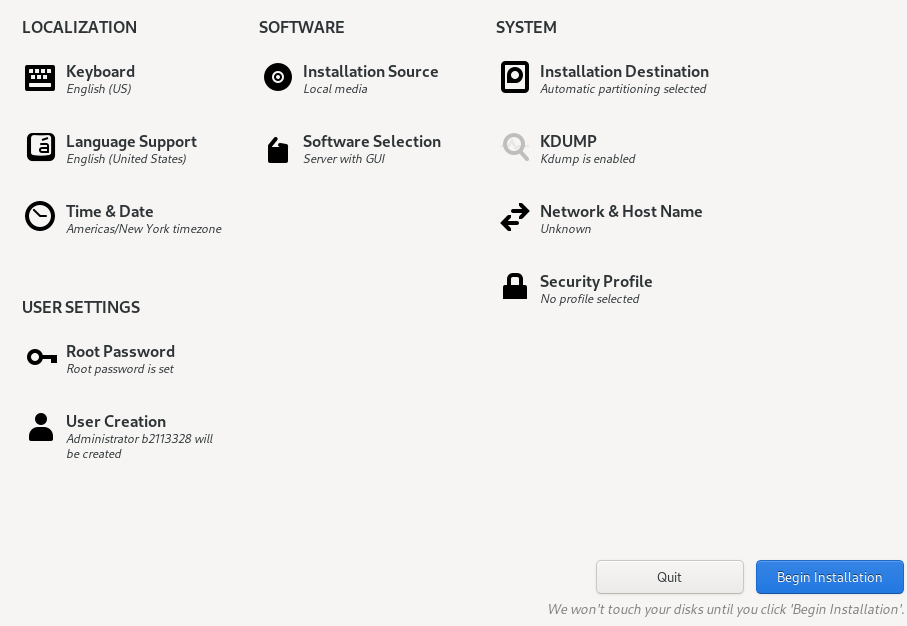 LOCALIZATION
Keyboard
English (US)
Language Support
English (United States)
Time & Date
Americas/New York timezone
USER SETTINGS
Root Password
Root password is set
User Creation
Administrator b2113328 will
be created
SOFTWARE
Installation Source
Local media
Software Selection
Server with GUI
SYSTEM
Installation Destination
Automatic partitioning selected
KDUMP
Kdump is enabled
Network & Host Name
Unknown
Security Profile
No profile selected
Quit
Begin Installation
We won't touch your disks until you click 'Begin Installation'.